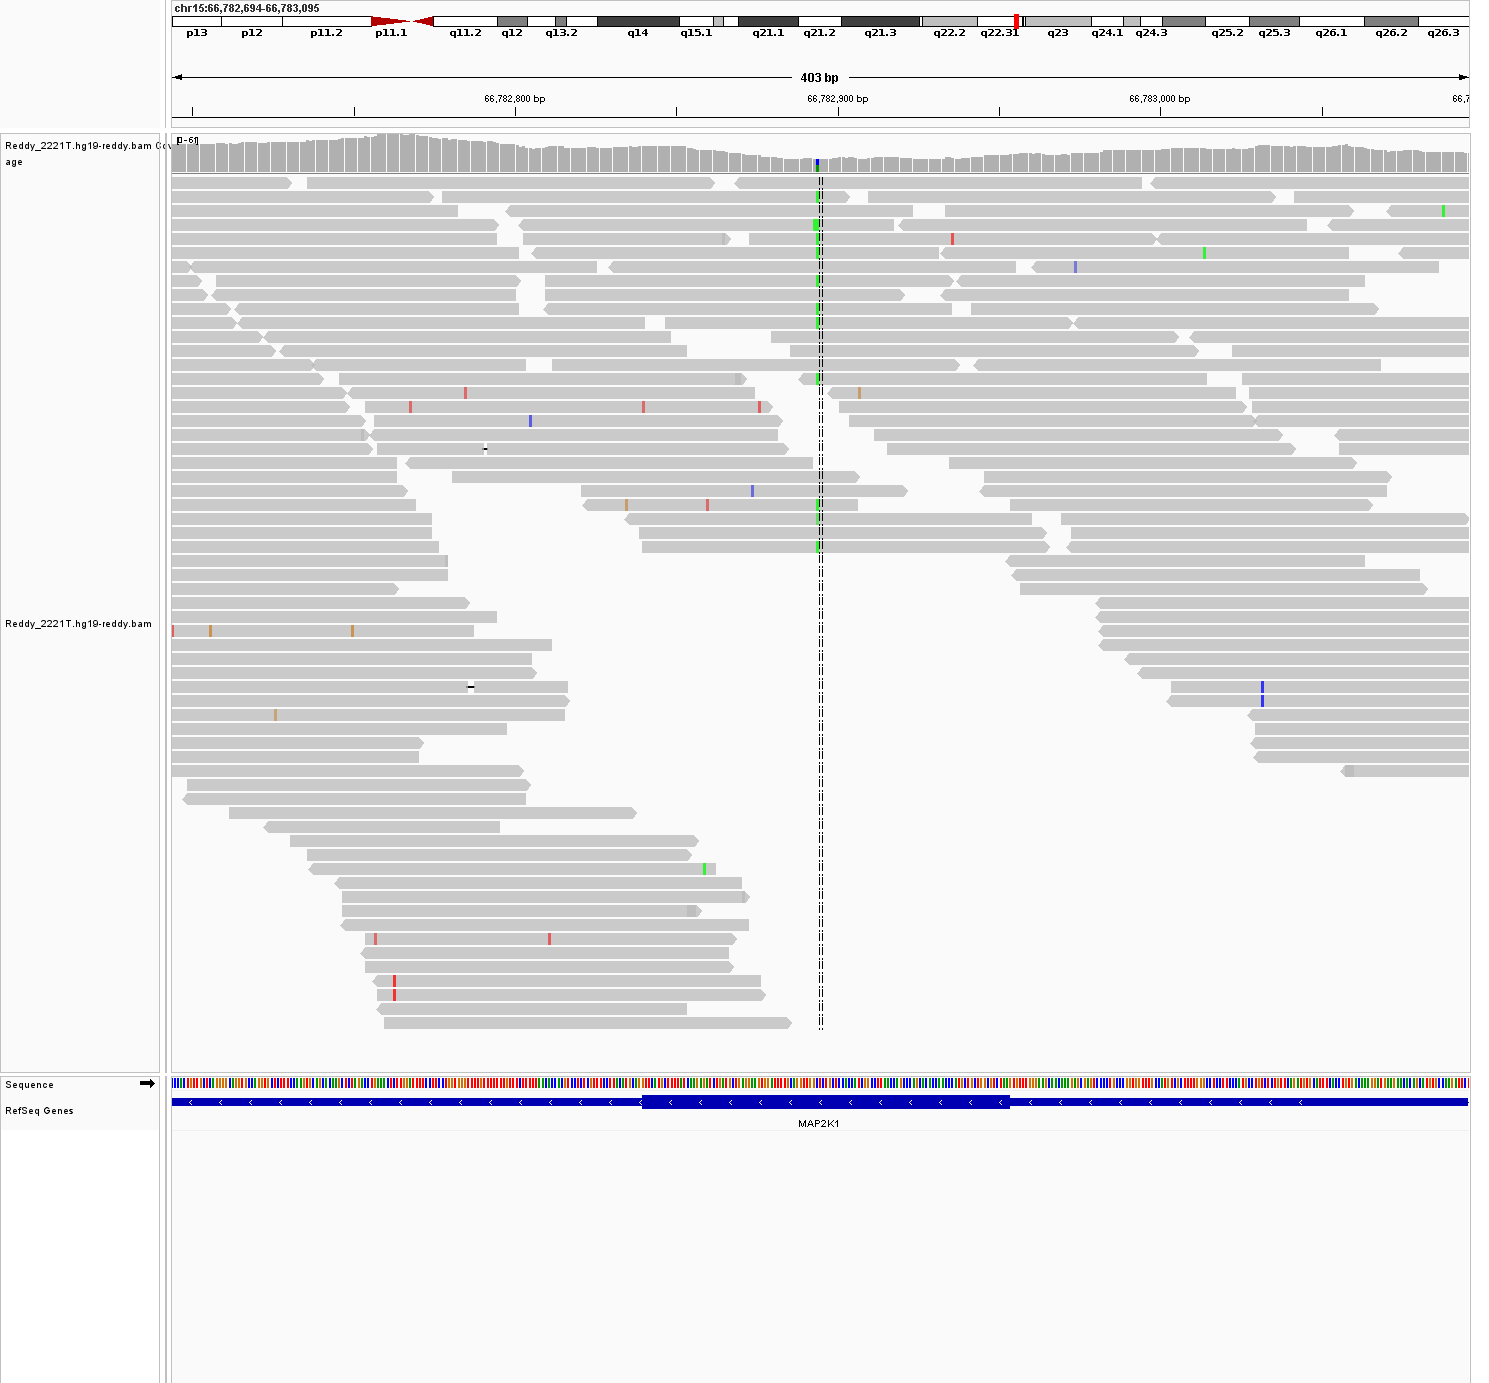 chr15:66,782,694-66,783,095
p13 p12 p11.2 p11.1 q11.2 q12 q13.2 q14 q15.1 q21.1 q21.2 q21.3 q22.2 q22.31 q23 q24.1 q24.3 q25.2 q25.3 q26.1 q26.2 q26.3
403 bp
66,782,800 bp 66,782,900 bp 66,783,000 bp 66,7
[0-61]
Reddy_2221T.hg19-reddy.bam Cov
age
Reddy_2221T.hg19-reddy.bam
Sequence
RefSeq Genes
MAP2K1